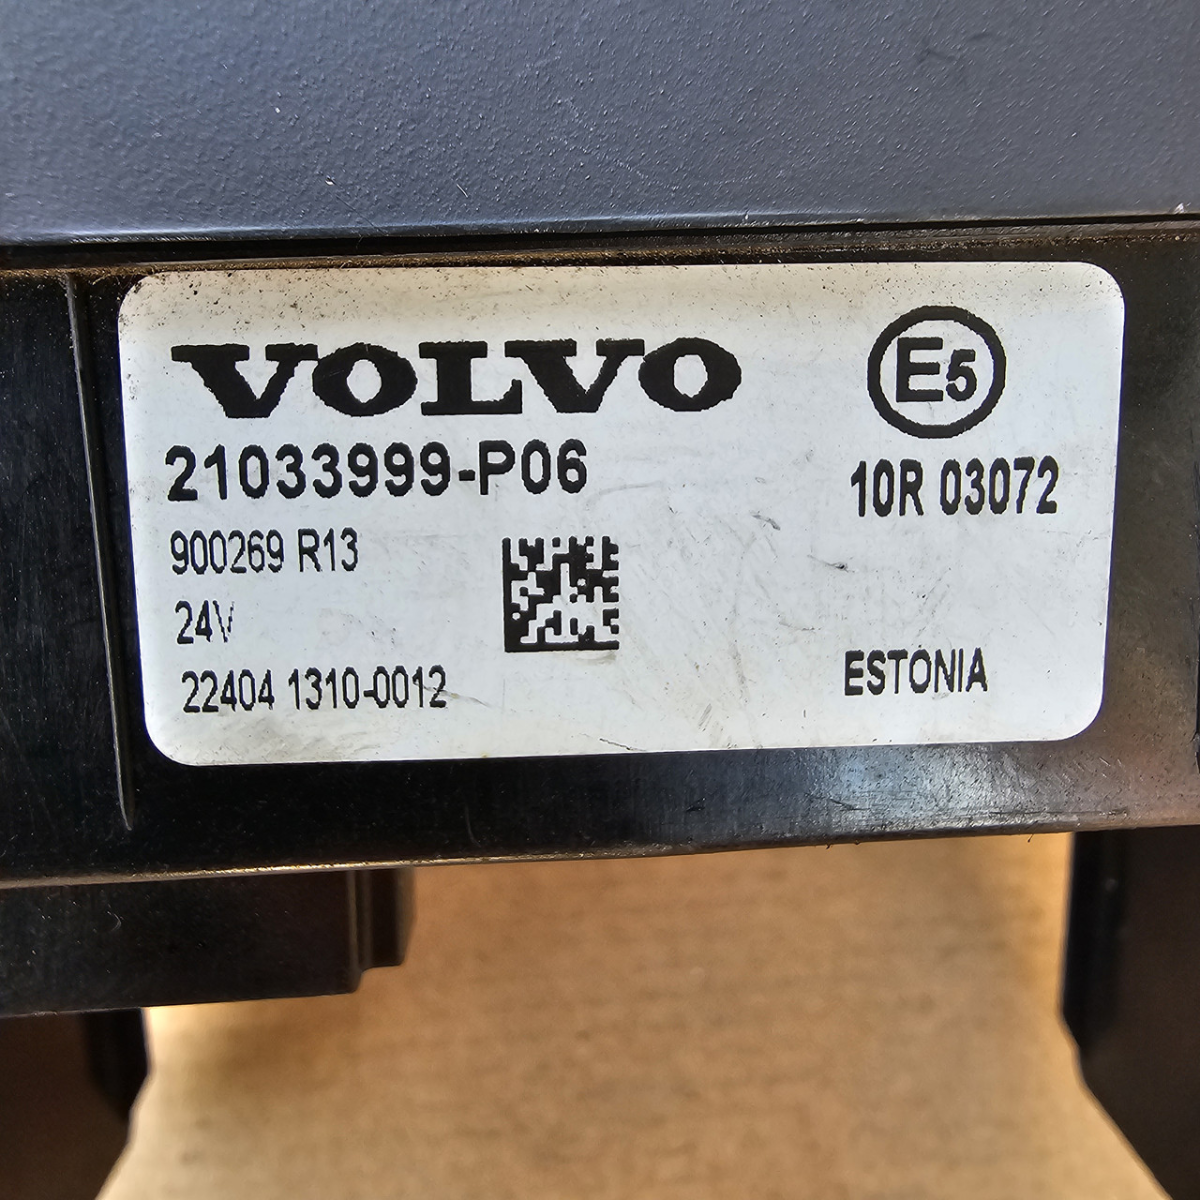 VOLVO
E5
21033999-P06
10R 03072
900269 R13
24V
22404 1310-0012
ESTONIA